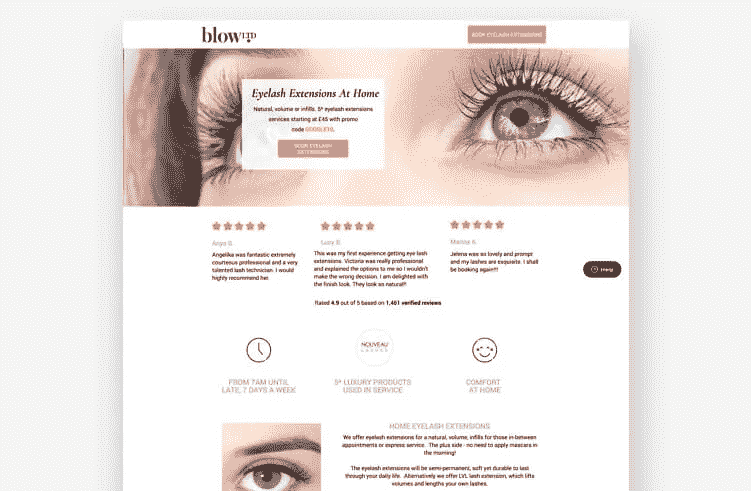 blow LTD
BOOK EYELASH EXTENSIONS
Eyelash Extensions At Home
Natural, volume or infills. 5* eyelash extensions
services starting at £45 with promo
code
BOOK EYELASH
EXTENSIONS
Anya G.
Angelika was fantastic extremely
courteous professional and a very
talented lash technician. I would
highly recommend her.
Lucy B.
This was my first experience getting eye lash
extensions. Victoria was really professional
and explained the options to me so I wouldn't
make the wrong decision. I am delighted with
the finish look. They look so natural!!
Marina K.
Jelena was so lovely and prompt
and my lashes are exquisite. I shall
be booking again!!!
Help
Rated 4.9 out of 5 based on 1,461 verified reviews
NOUVEAU
LASHES
FROM 7AM UNTIL
LATE, 7 DAYS A WEEK
5* LUXURY PRODUCTS
USED IN SERVICE
COMFORT
AT HOME
HOME EYELASH EXTENSIONS
We offer eyelash extensions for a natural, volume, infills for those in-between
appointments or express service. The plus side - no need to apply mascara in
the morning!
The eyelash extensions will be semi-permanent, soft yet durable to last
through your daily life. Alternatively we offer LVL lash extension, which lifts
volumes and lengths your own lashes.